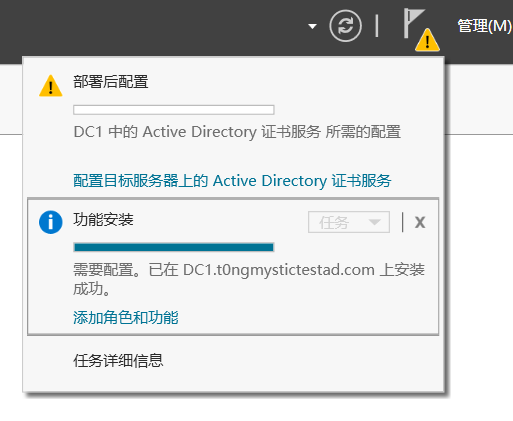 管理(M)
部署后配置
DC1 中的 Active Directory 证书服务 所需的配置
配置目标服务器上的 Active Directory 证书服务
功能安装
任务
X
需要配置。已在 DC1.t0ngmystictestad.com 上安装
成功。
添加角色和功能
任务详细信息